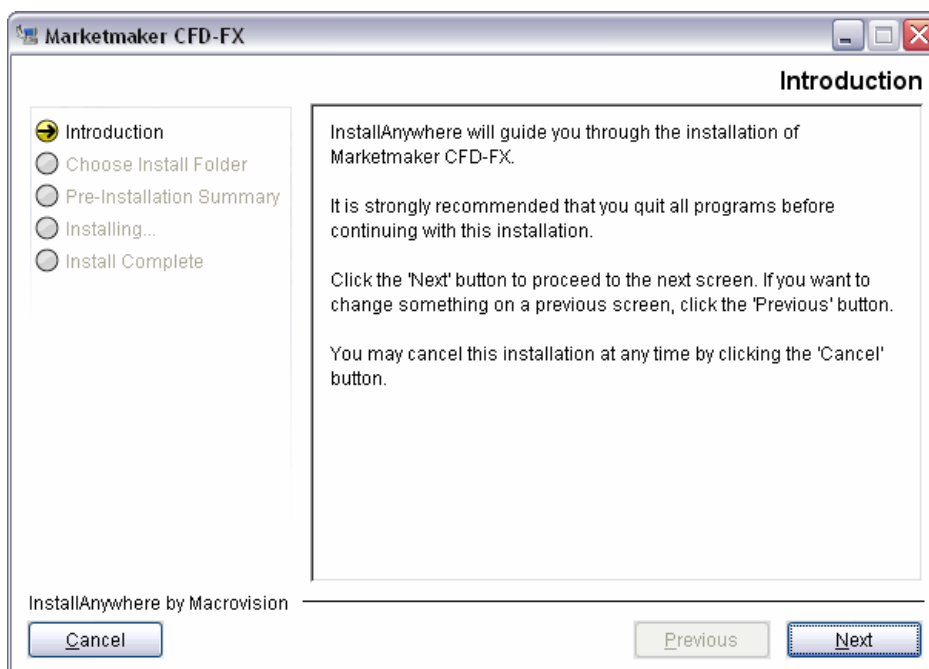 Marketmaker CFD-FX
Introduction
Introduction
Choose Install Folder
Pre-Installation Summary
Installing...
Install Complete
InstallAnywhere will guide you through the installation of
Marketmaker CFD-FX.
It is strongly recommended that you quit all programs before
continuing with this installation.
Click the 'Next' button to proceed to the next screen. If you want to
change something on a previous screen, click the 'Previous' button.
You may cancel this installation at any time by clicking the 'Cancel'
button.
InstallAnywhere by Macrovision
Cancel
Previous
Next